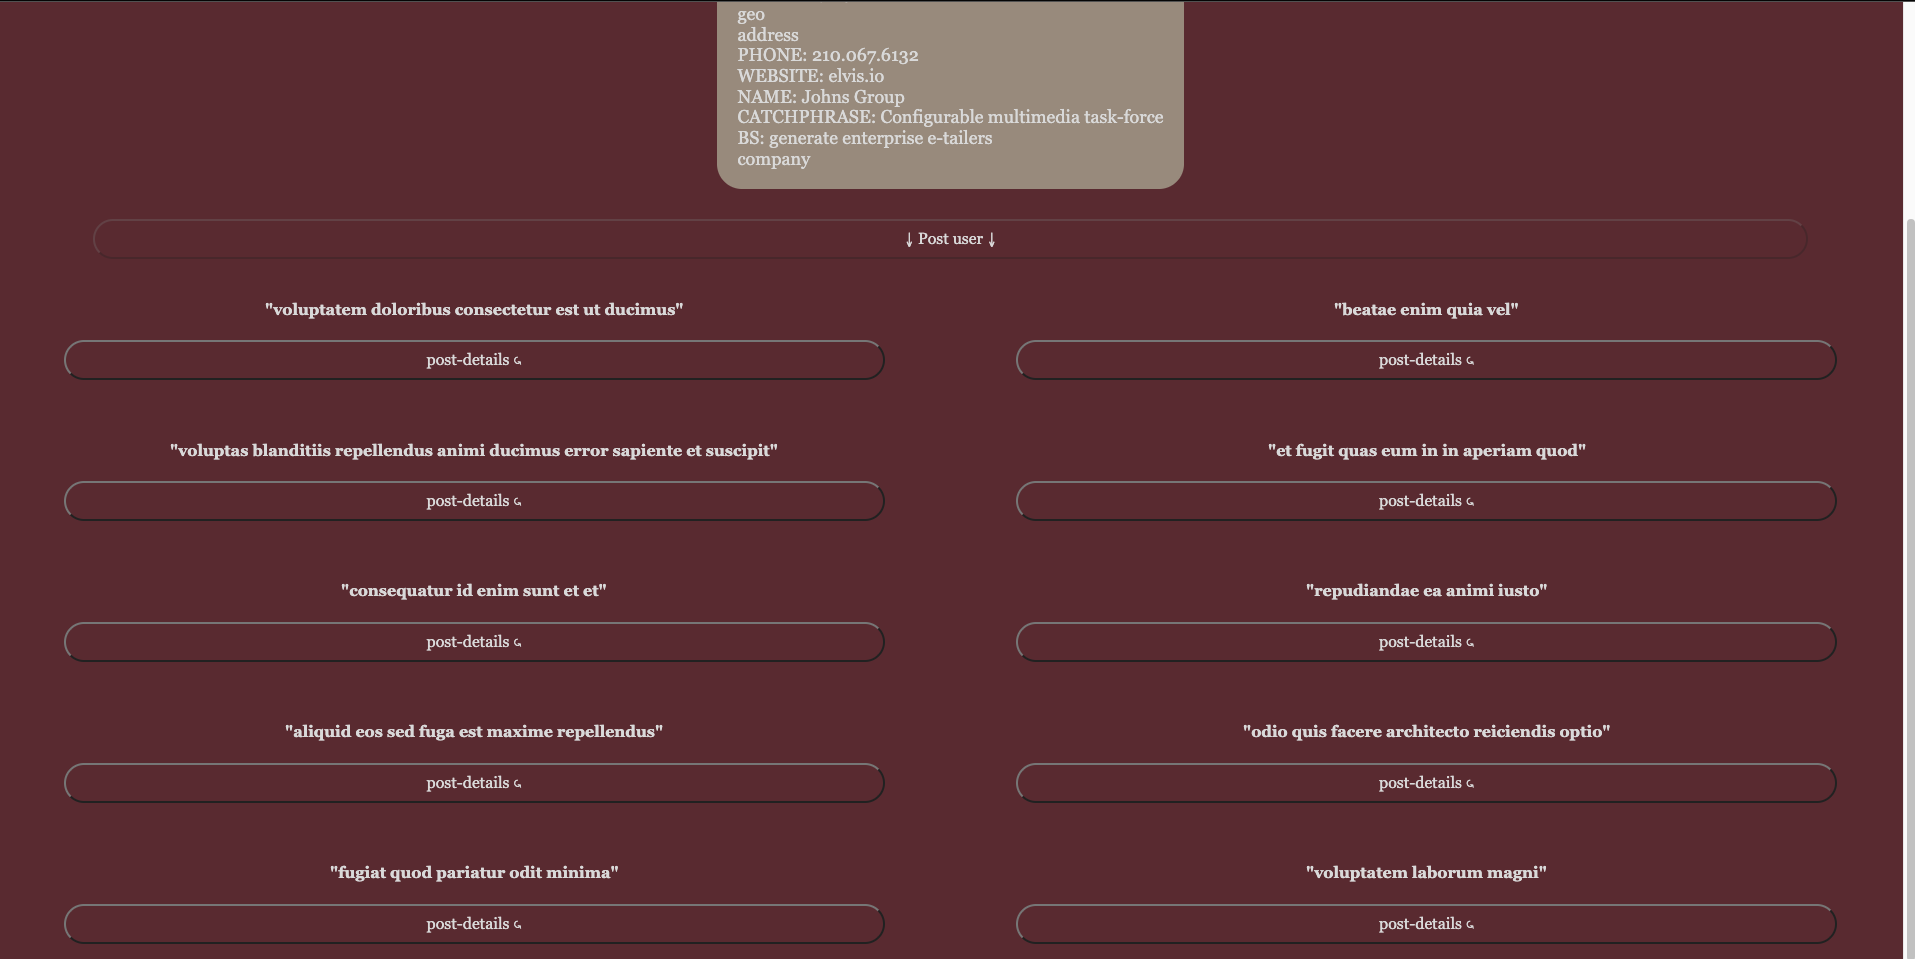 geo
address
PHONE: 210.067.6132
WEBSITE: elvis.io
NAME: Johns Group
CATCHPHRASE: Configurable multimedia task-force
BS: generate enterprise e-tailers
company
↓ Post user ↓
"voluptatem doloribus consectetur est ut ducimus"
"beatae enim quia vel"
post-details ⤹
post-details ⤹
"voluptas blanditiis repellendus animi ducimus error sapiente et suscipit"
"et fugit quas eum in in aperiam quod"
post-details ⤹
post-details ⤹
"consequatur id enim sunt et et"
"repudiandae ea animi iusto"
post-details ⤹
post-details ⤹
"aliquid eos sed fuga est maxime repellendus"
"odio quis facere architecto reiciendis optio"
post-details ⤹
post-details ⤹
"fugiat quod pariatur odit minima"
"voluptatem laborum magni"
post-details ⤹
post-details ⤹